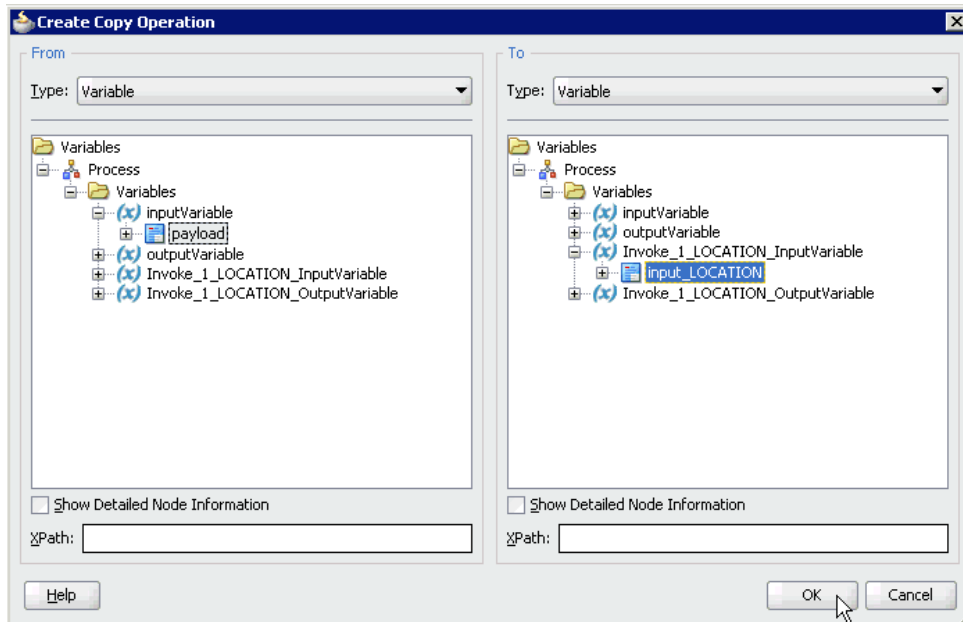 Create Copy Operation
From
Type: Variable
Variables
Process
Variables
(x) inputVariable
payload
(x) outputVariable
(x) Invoke_1_LOCATION_InputVariable
(x) Invoke_1_LOCATION_OutputVariable
Show Detailed Node Information
XPath:
To
Type: Variable
Variables
Process
Variables
(x) inputVariable
(x) outputVariable
(x) Invoke_1_LOCATION_InputVariable
input_LOCATION
(x) Invoke_1_LOCATION_OutputVariable
Show Detailed Node Information
XPath:
Help
OK
Cancel